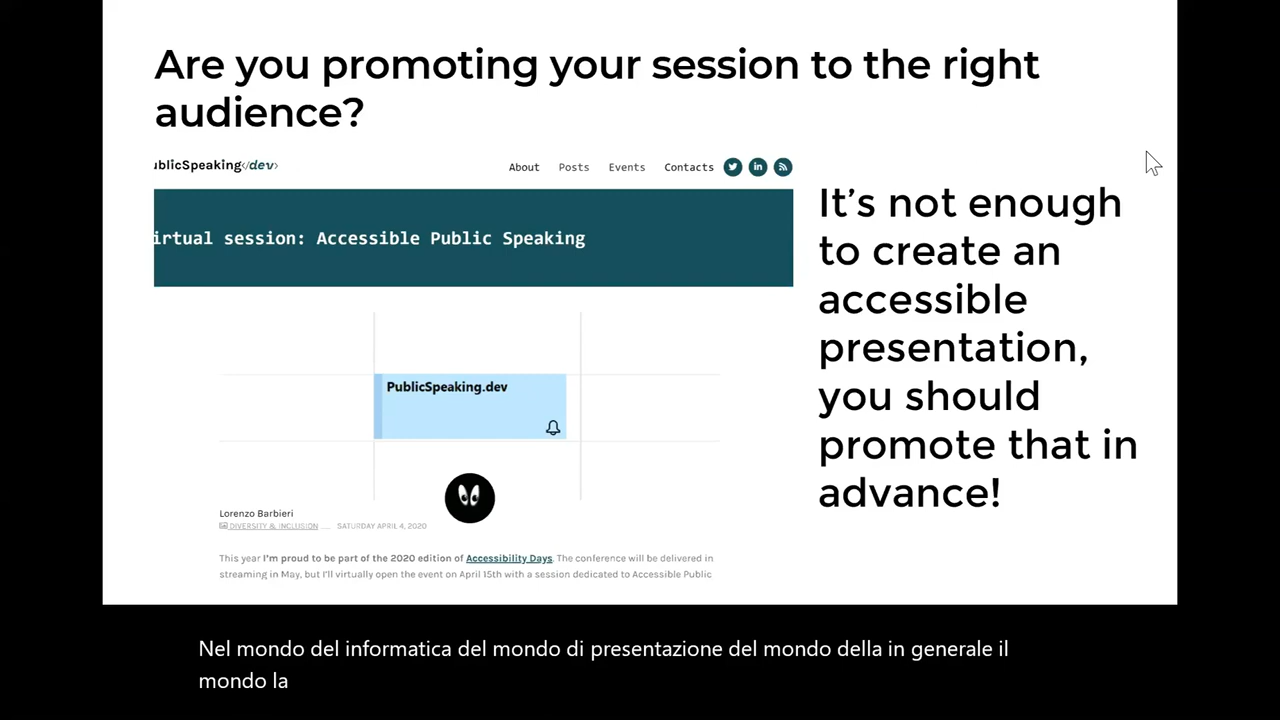 Are you promoting your session to the right
audience?
ublicSpeaking</dev>
About Posts Events Contacts
irtual session: Accessible Public Speaking
It's not enough
to create an
accessible
presentation,
you should
promote that in
advance!
PublicSpeaking.dev
Lorenzo Barbieri
DIVERSITY & INCLUSION SATURDAY APRIL 4, 2020
This year I'm proud to be part of the 2020 edition of Accessibility Days. The conference will be delivered in
streaming in May, but I'll virtually open the event on April 15th with a session dedicated to Accessible Public
Nel mondo del informatica del mondo di presentazione del mondo della in generale il
mondo la